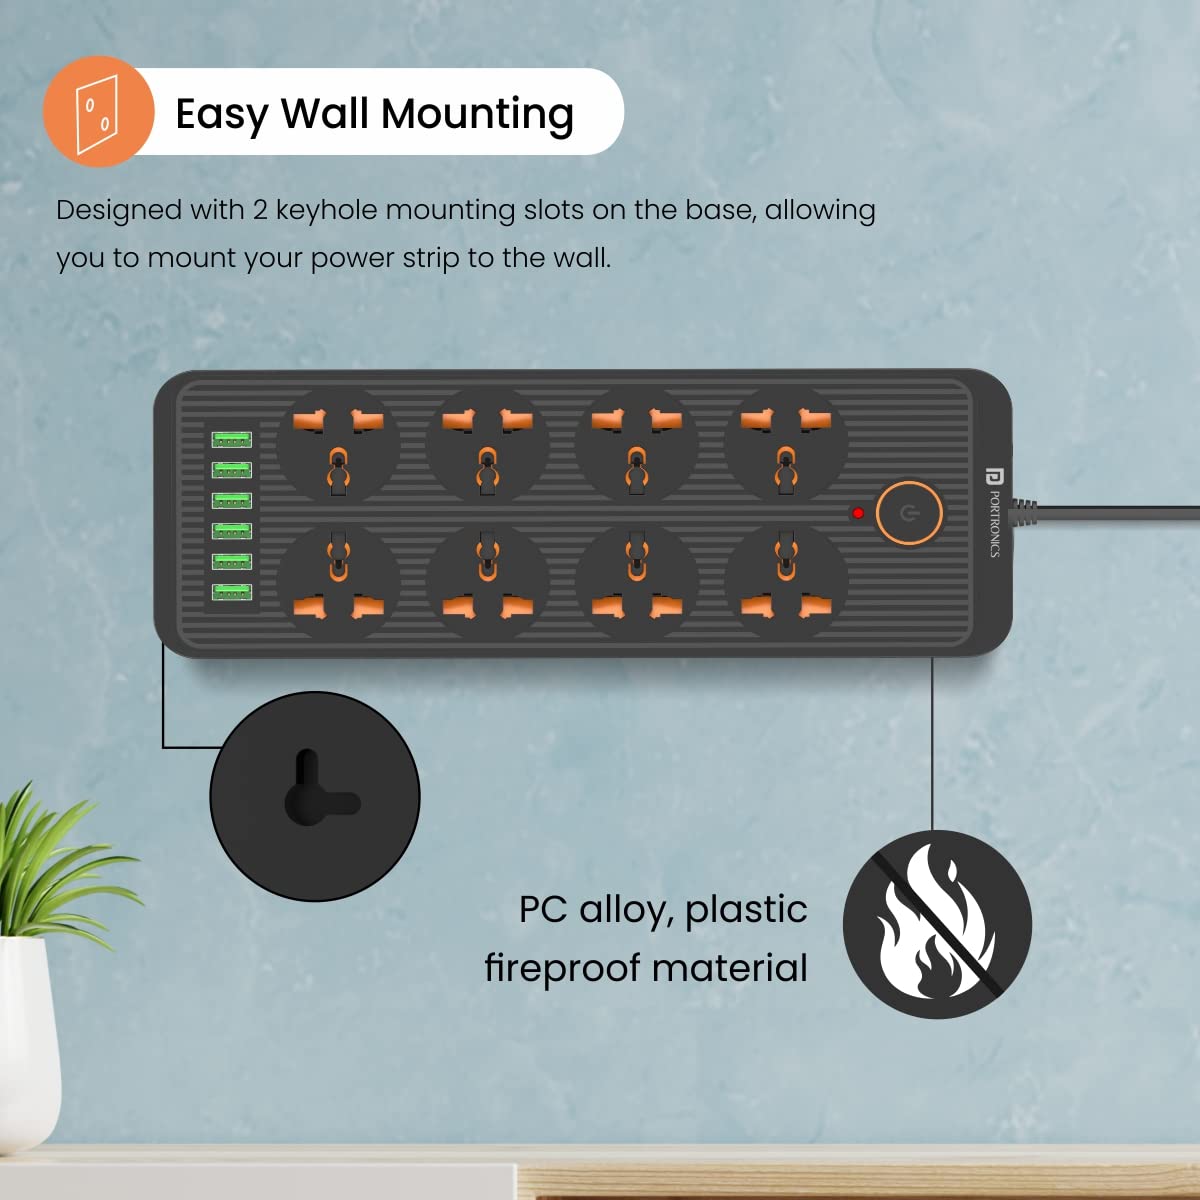 Easy Wall Mounting
Designed with 2 keyhole mounting slots on the base, allowing
you to mount your power strip to the wall.
PORTRONICS
PC alloy, plastic
fireproof material